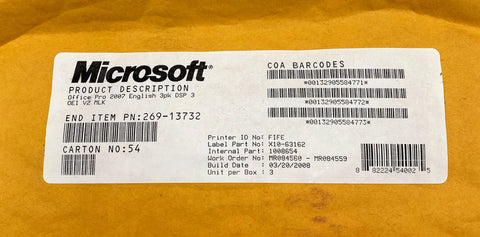 Microsoft®
PRODUCT DESCRIPTION
Office Pro 2007 English 3pk DSP 3
OEI V2 MLK
END ITEM PN:269-13732
CARTON NO:54
COA BARCODES
*00132905584771*
*00132905584772*
*00132905584773*
Printer ID No: FIFE
Label Part No: X10-63162
Internal Part: 1008654
Work Order No: MR084560 - MR084559
Build Date : 03/20/2008
Unit per Box : 3
8 82224 54002 5